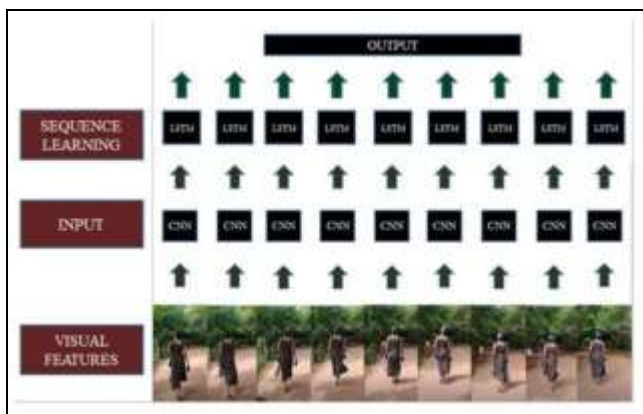 OUTPUT
SEQUENCE
LEARNING
LSTM LSTM LSTM LSTM LSTM LSTM LSTM LSTM LSTM
INPUT
CNN CNN CNN CNN CNN CNN CNN CNN CNN
VISUAL
FEATURES